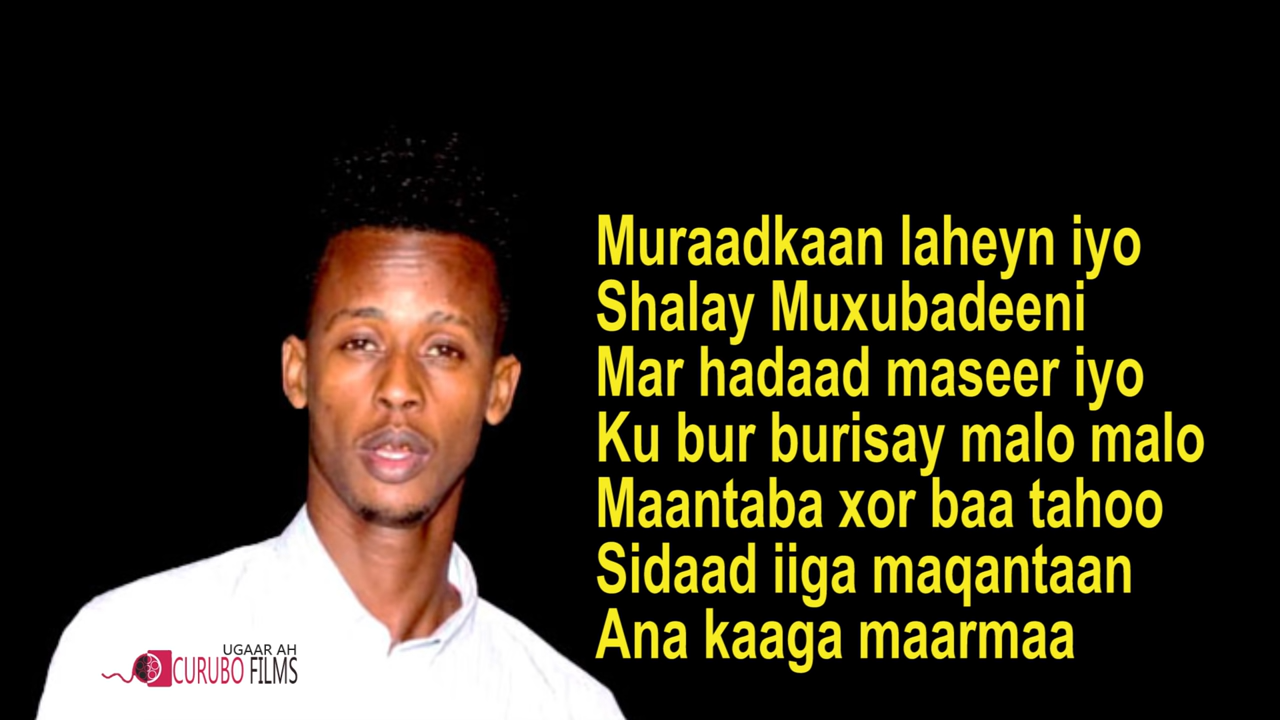 Muraadkaan laheyn iyo
Shalay Muxubadeeni
Mar hadaad maseer iyo
Ku bur burisay malo malo
Maantaba xor baa tahoo
Sidaad iiga maqantaan
Ana kaaga maarmaa
UGAAR AH
CURUBO FILMS